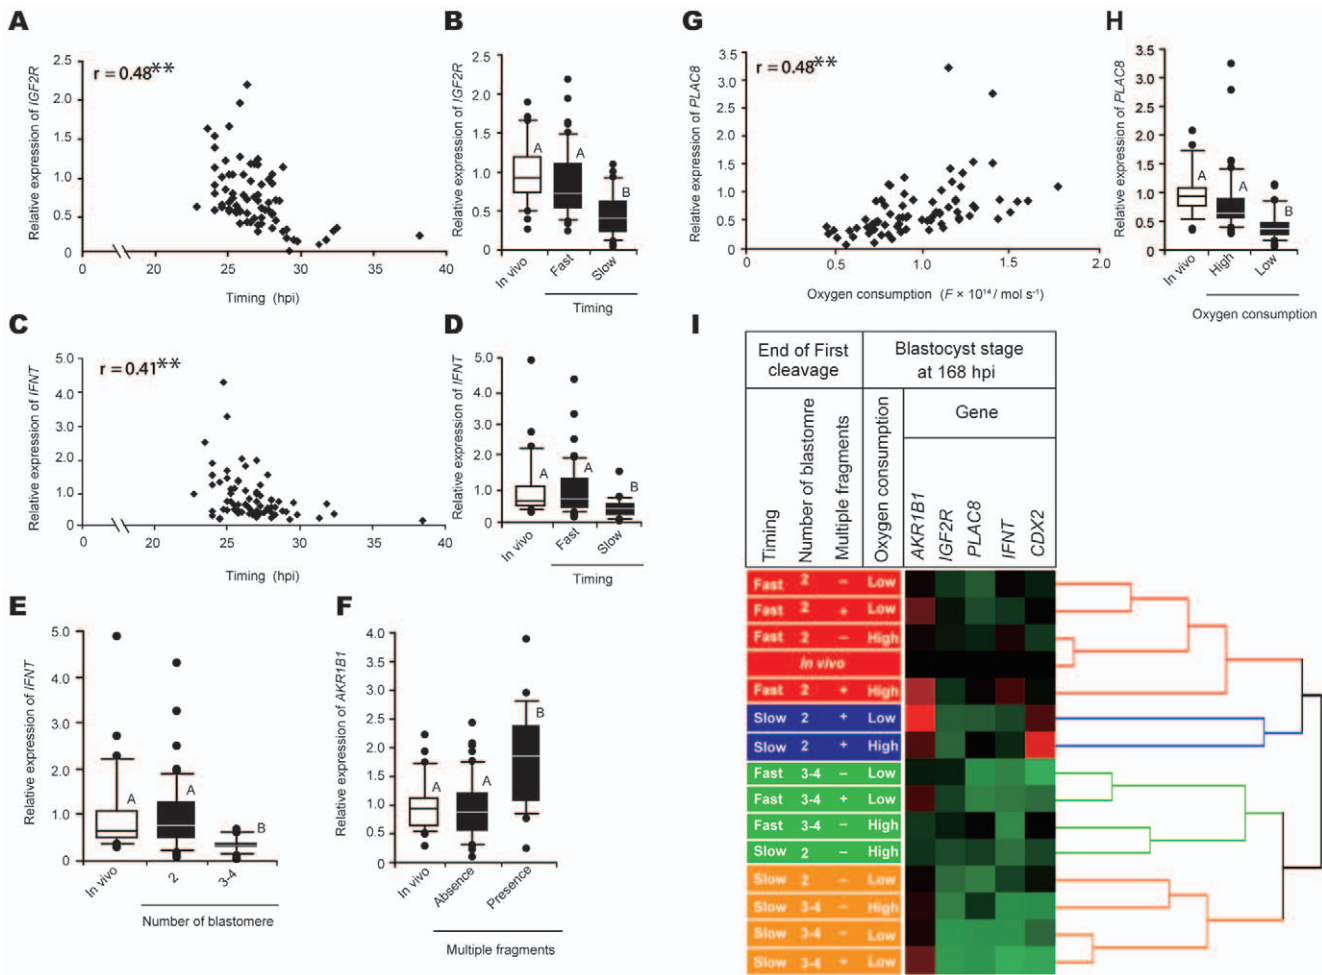 A
r = 0.48**
Relative expression of IGF2R
2.5
2.0
1.5
1.0
0.5
0
0 20 25 30 35 40
Timing (hpi)
B
Relative expression of IGF2R
2.5
2.0
1.5
1.0
0.5
0
A
A
B
In vivo Fast Slow
Timing
G
r = 0.48**
Relative expression of PLAC8
3.5
3.0
2.5
2.0
1.5
1.0
0.5
0
0 0.5 1.0 1.5 2.0
Oxygen consumption (F × 10¹⁴ / mol s⁻¹)
H
Relative expression of PLAC8
3.5
3.0
2.5
2.0
1.5
1.0
0.5
0
A
A
B
In vivo High Low
Oxygen consumption
C
r = 0.41**
Relative expression of IFNT
5.0
4.0
3.0
2.0
1.0
0
0 20 25 30 35 40
Timing (hpi)
D
Relative expression of IFNT
5.0
4.0
3.0
2.0
1.0
0
A
A
B
In vivo Fast Slow
Timing
E
Relative expression of IFNT
5.0
4.0
3.0
2.0
1.0
0
A
A
B
In vivo 2 3-4
Number of blastomere
F
Relative expression of AKR1B1
4.0
3.5
3.0
2.5
2.0
1.5
1.0
0.5
0
A
A
B
In vivo Absence Presence
Multiple fragments
I
End of First
cleavage
Blastocyst stage
at 168 hpi
Gene
Timing
Number of blastomre
Multiple fragments
Oxygen consumption
AKR1B1
IGF2R
PLAC8
IFNT
CDX2
Fast 2 – Low
Fast 2 + Low
Fast 2 – High
In vivo
Fast 2 + High
Slow 2 + Low
Slow 2 + High
Fast 3-4 – Low
Fast 3-4 + Low
Fast 3-4 – High
Slow 2 – High
Slow 2 – Low
Slow 3-4 – High
Slow 3-4 – Low
Slow 3-4 + Low